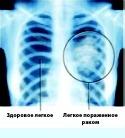 Здоровое легкое
Легкое пораженное
раком